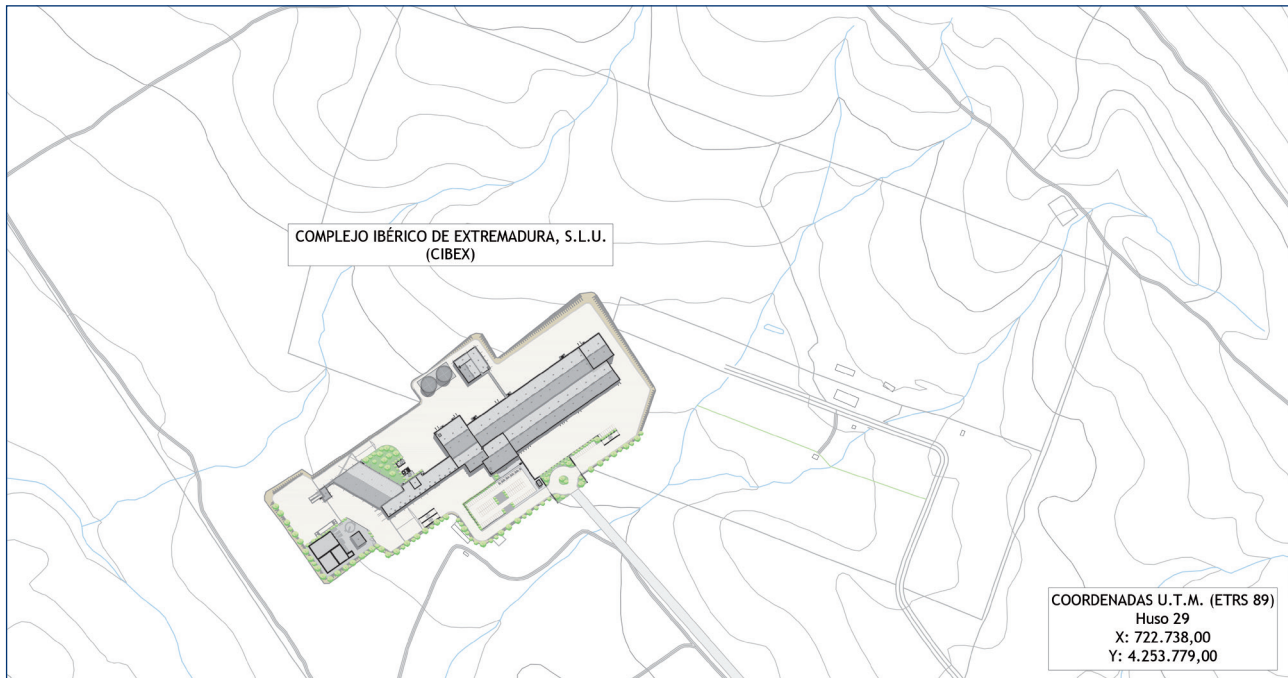 COMPLEJO IBÉRICO DE EXTREMADURA, S.L.U.
(CIBEX)
COORDENADAS U.T.M. (ETRS 89)
Huso 29
X: 722.738,00
Y: 4.253.779,00